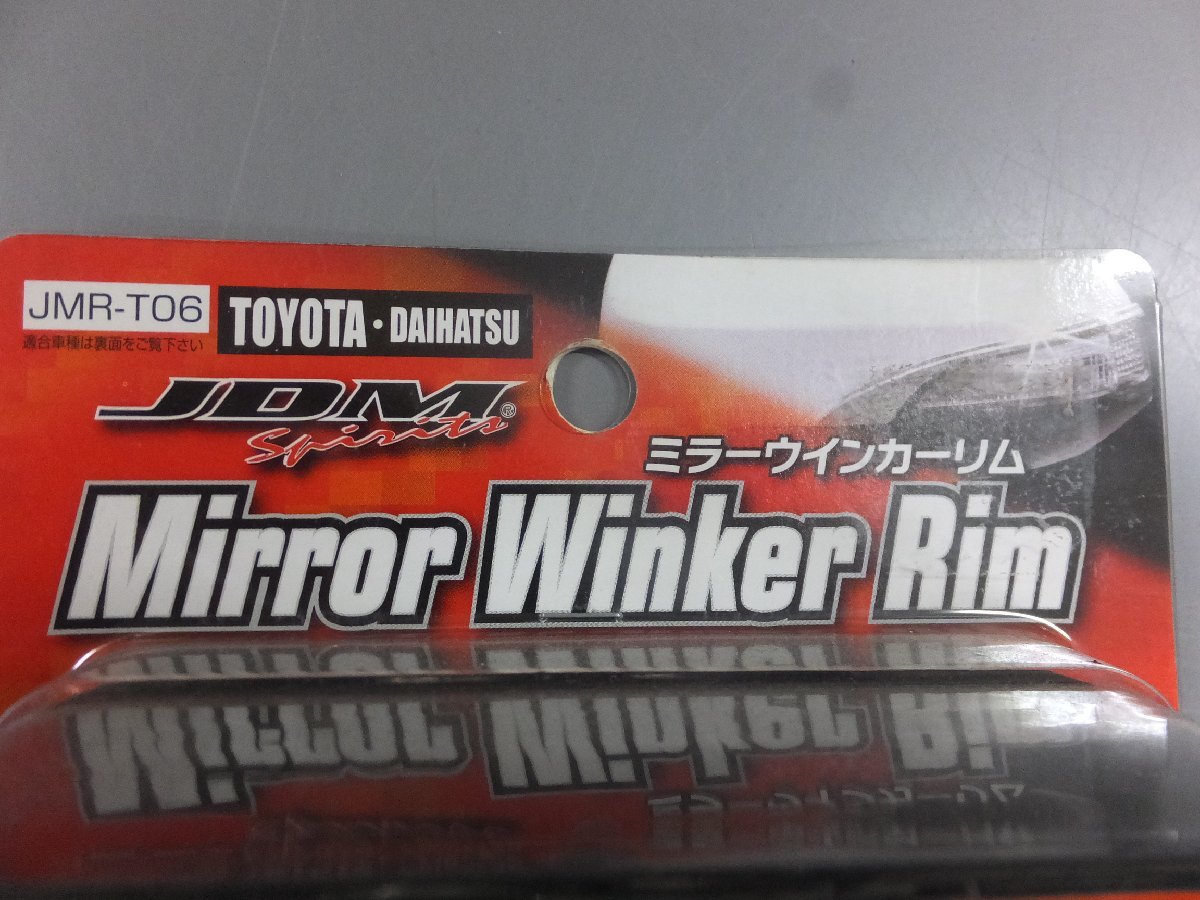 JMR-T06
TOYOTA・DAIHATSU
適合車種は裏面をご覧下さい
JDM®
Spirits
ミラーウインカーリム
Mirror Winker Rim